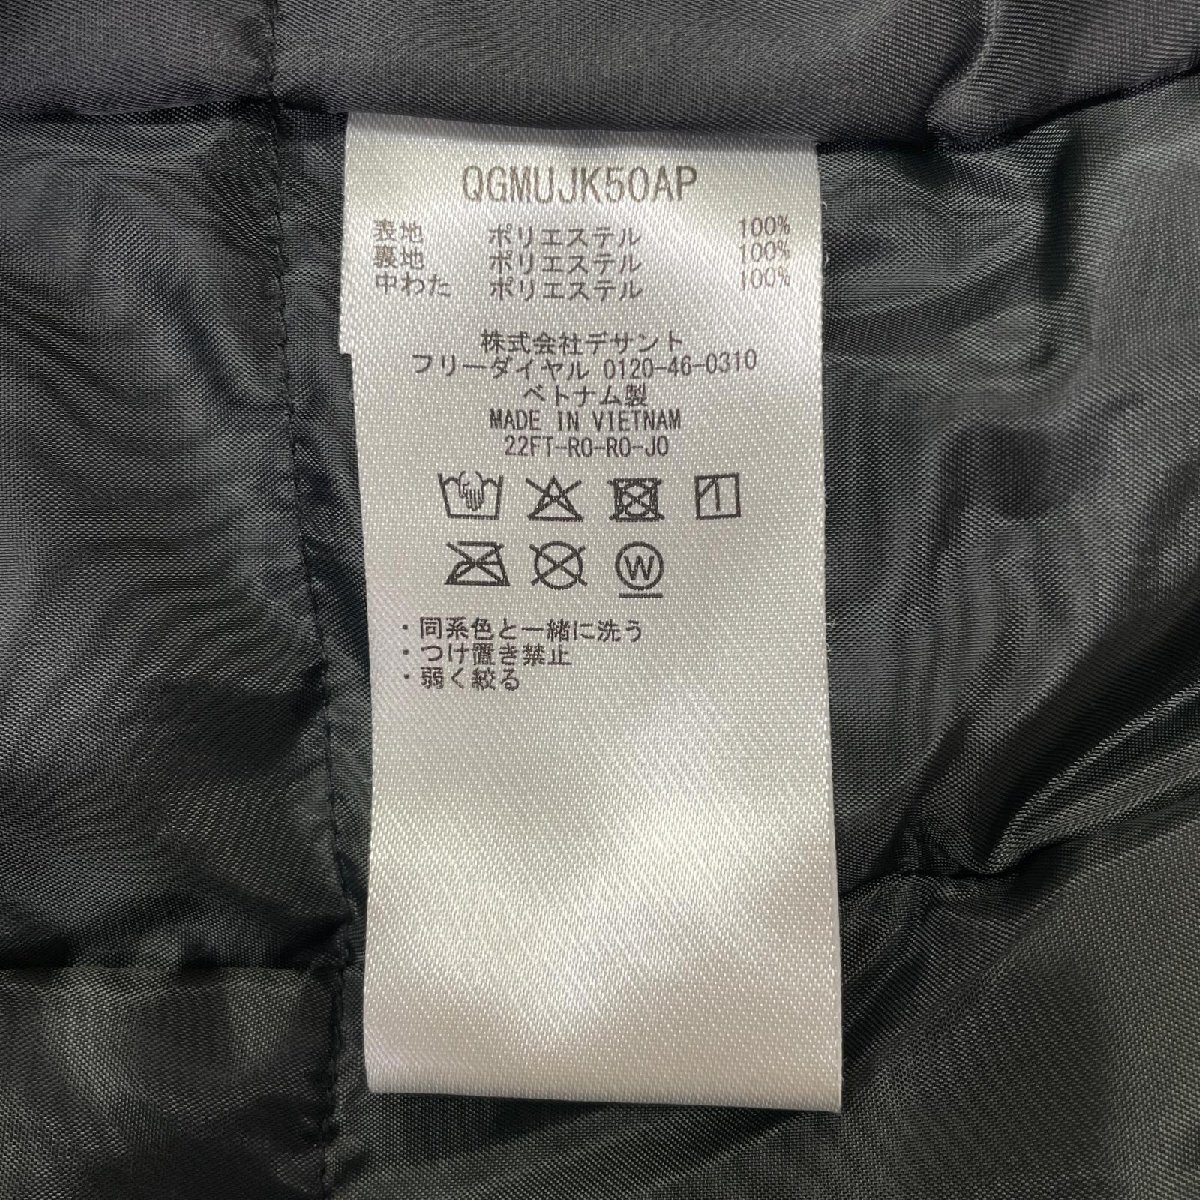 QGMUJK50AP
表地 ポリエステル 100%
裏地 ポリエステル 100%
中わた ポリエステル 100%
株式会社デサント
フリーダイヤル 0120-46-0310
ベトナム製
MADE IN VIETNAM
22FT-RO-RO-JO
W
・同系色と一緒に洗う
・つけ置き禁止
・弱く絞る